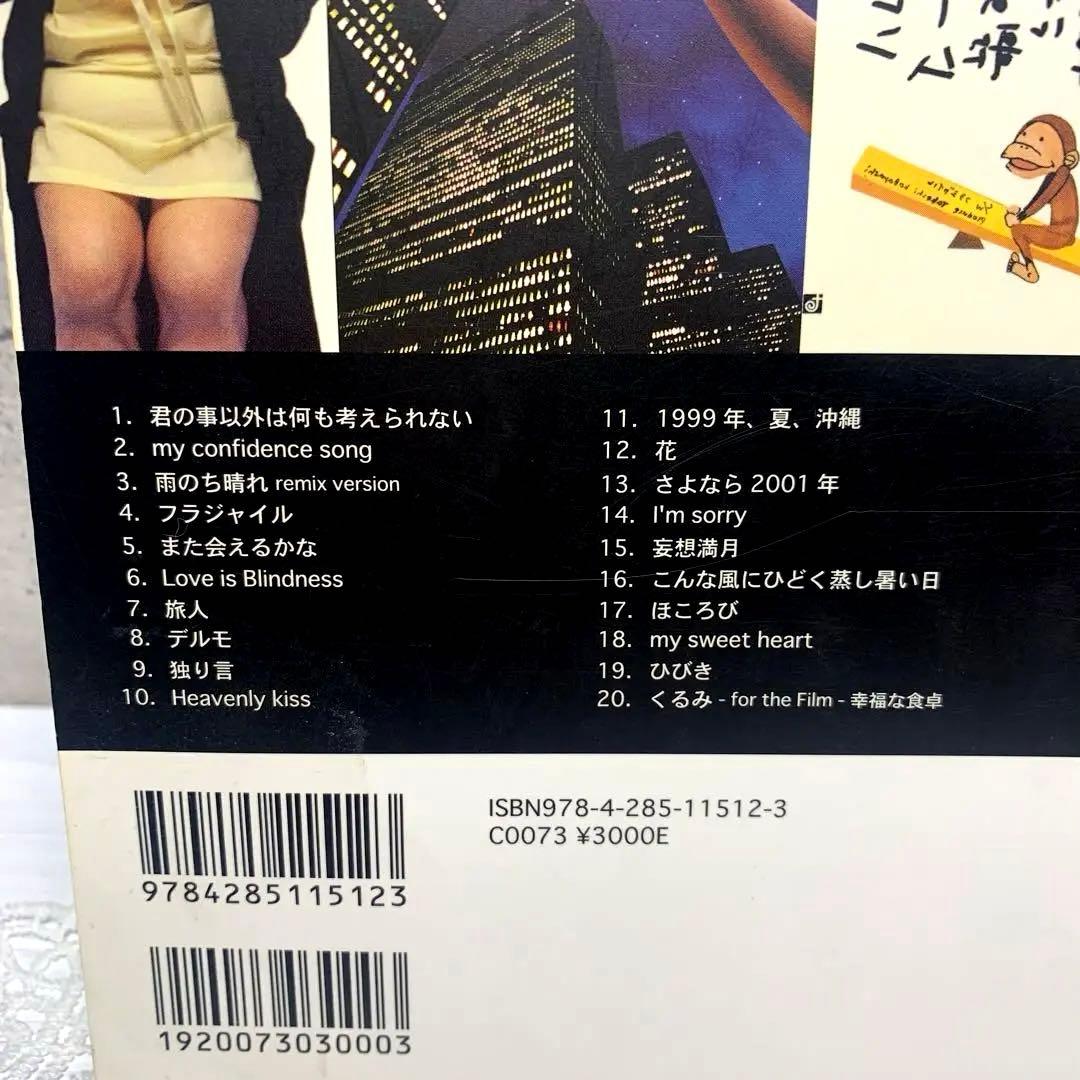 1. 君の事以外は何も考えられない
2. my confidence song
3. 雨のち晴れ remix version
4. フラジャイル
5. また会えるかな
6. Love is Blindness
7. 旅人
8. デルモ
9. 独り言
10. Heavenly kiss
11. 1999 年、夏、沖縄
12. 花
13. さよなら 2001 年
14. I'm sorry
15. 妄想満月
16. こんな風にひどく蒸し暑い日
17. ほころび
18. my sweet heart
19. ひびき
20. くるみ - for the Film - 幸福な食卓
ISBN978-4-285-11512-3
C0073 ¥3000E
9784285115123
1920073030003